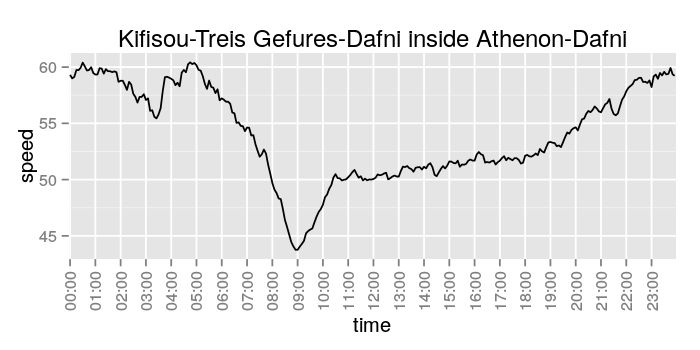 Kifisou-Treis Gefures-Dafni inside Athenon-Dafni
speed
60
55
50
45
00:00 01:00 02:00 03:00 04:00 05:00 06:00 07:00 08:00 09:00 10:00 11:00 12:00 13:00 14:00 15:00 16:00 17:00 18:00 19:00 20:00 21:00 22:00 23:00
time